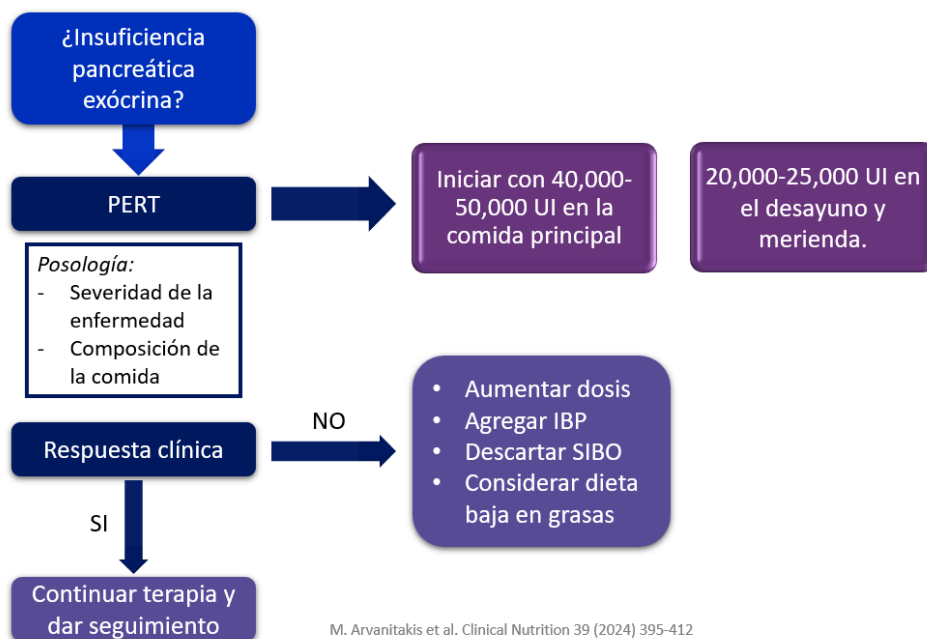 ¿Insuficiencia
pancreática
exócrina?
PERT
Iniciar con 40,000-
50,000 UI en la
comida principal
20,000-25,000 UI en
el desayuno y
merienda.
Posología:
- Severidad de la
enfermedad
- Composición de
la comida
Respuesta clínica
NO
• Aumentar dosis
• Agregar IBP
• Descartar SIBO
• Considerar dieta
baja en grasas
SI
Continuar terapia y
dar seguimiento
M. Arvanitakis et al. Clinical Nutrition 39 (2024) 395-412